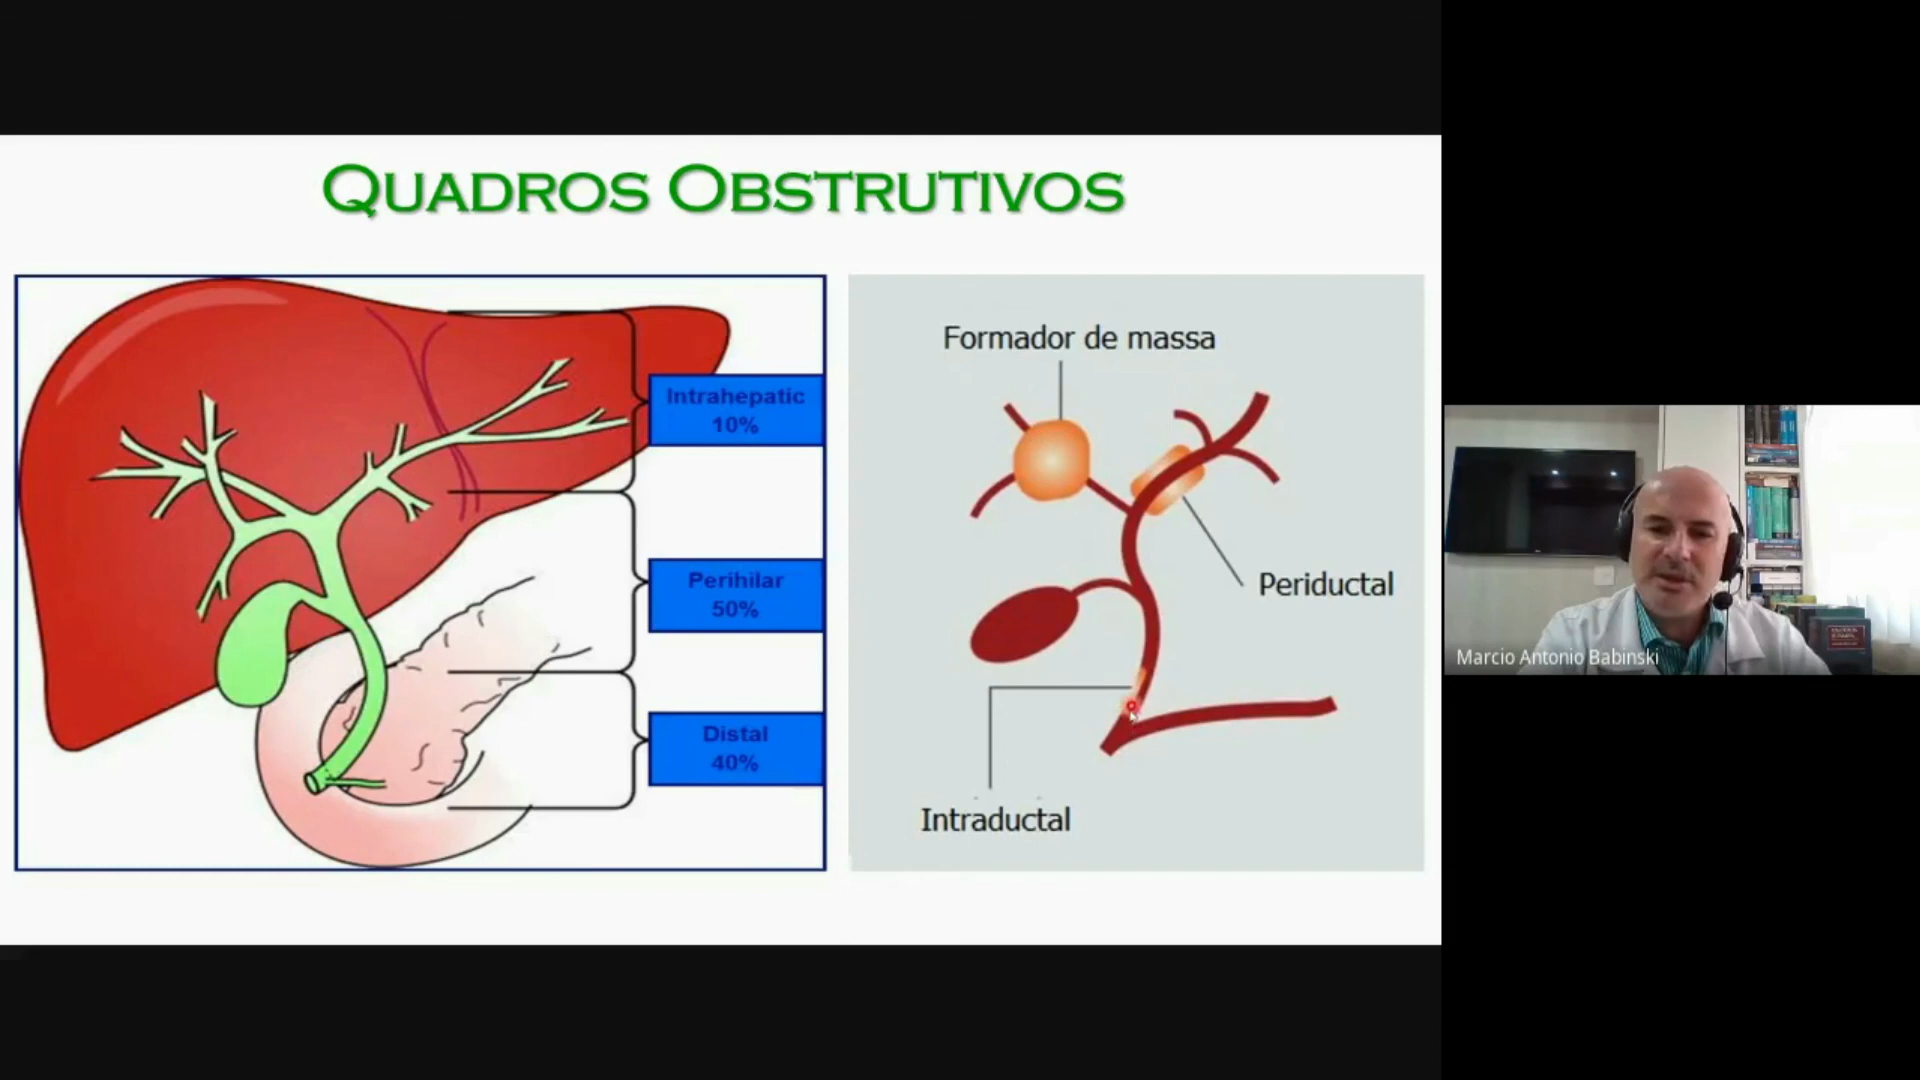 QUADROS OBSTRUTIVOS
Intrahepatic
10%
Perihilar
50%
Distal
40%
Formador de massa
Periductal
Intraductal
Marcio Antonio Babinski